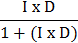 I x D
1 + (I x D)